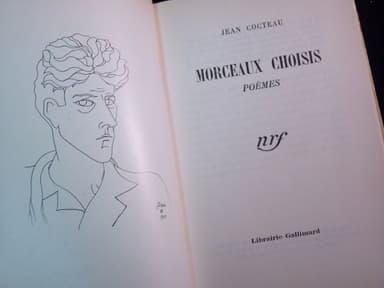 JEAN COCTEAU
MORCEAUX CHOISIS
POÈMES
nrf
Librairie Gallimard